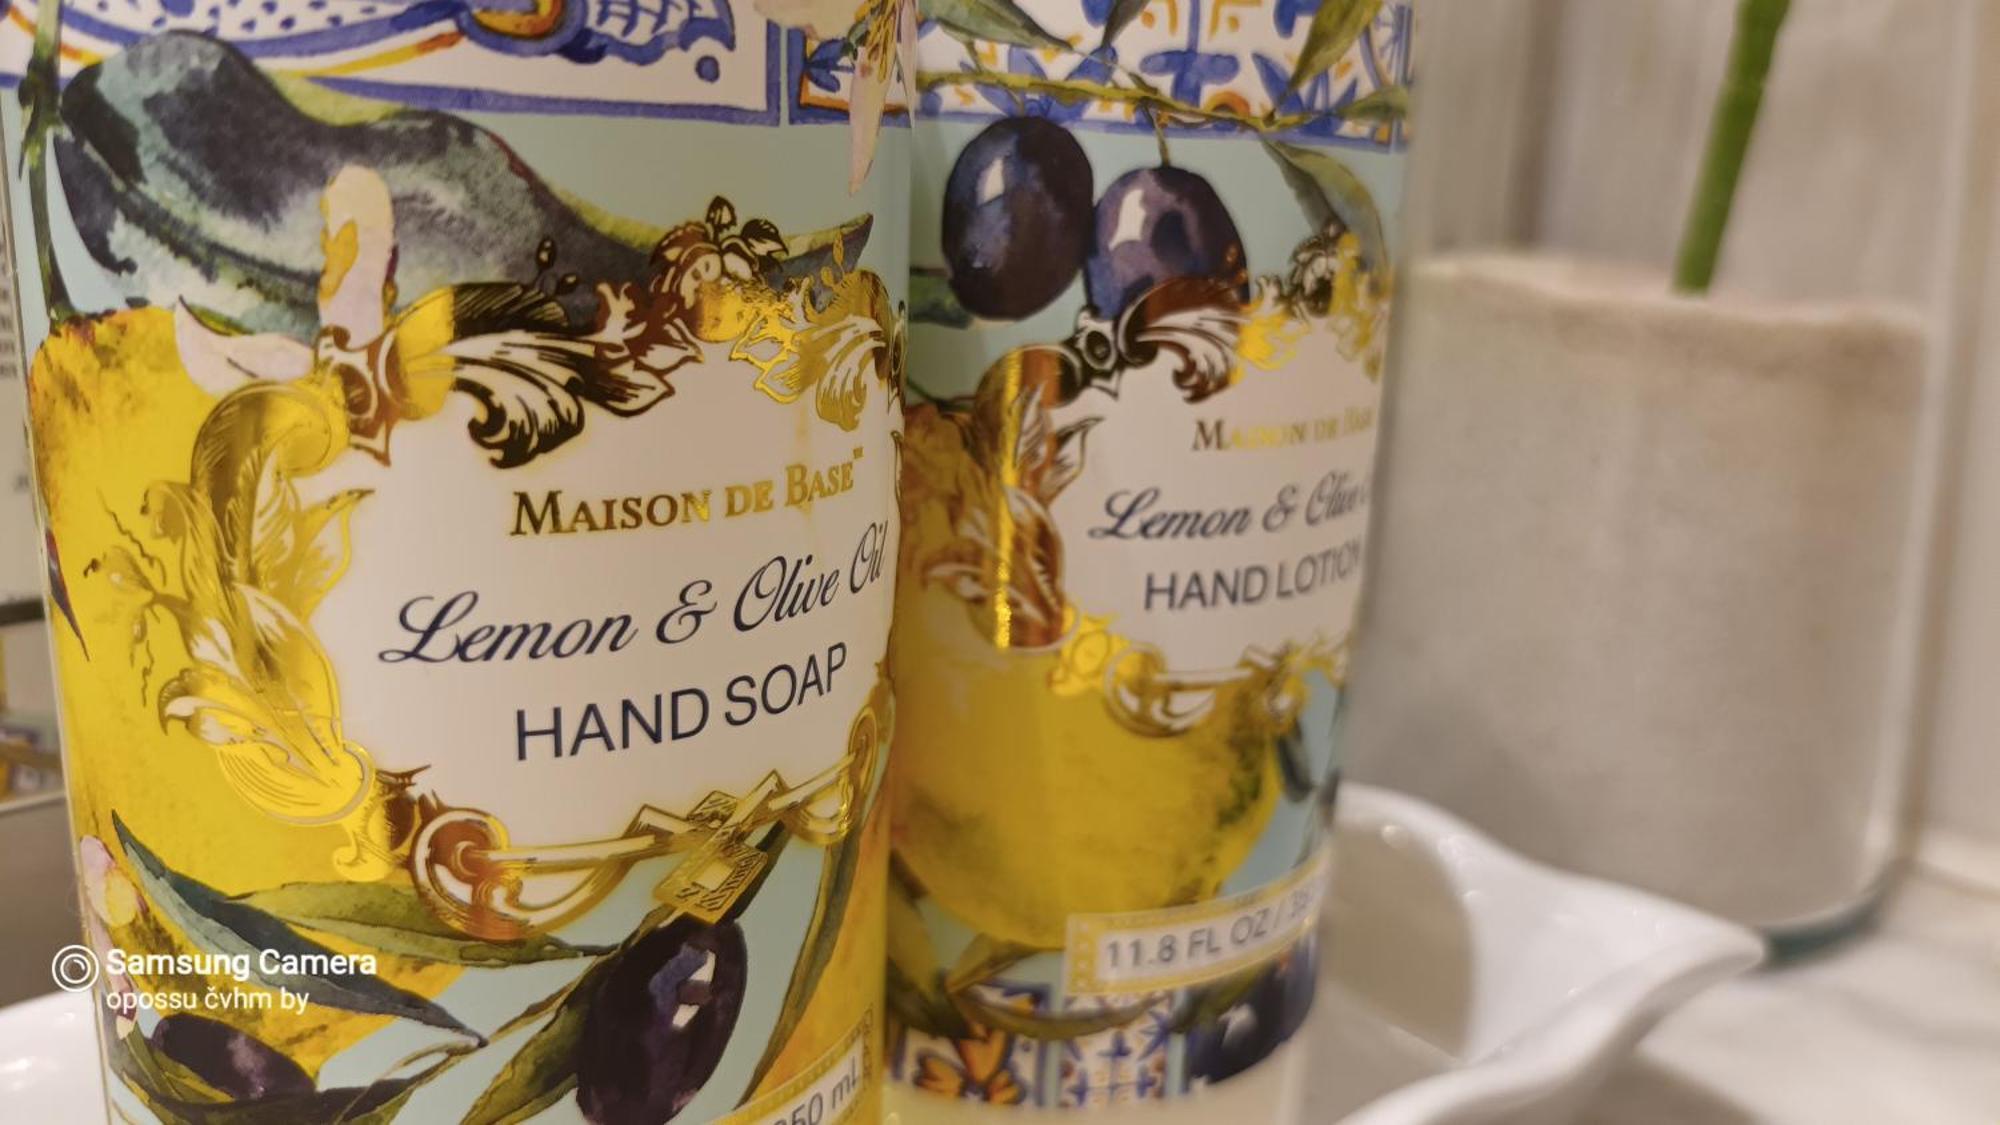 MAISON DE BASE™
Lemon & Olive Oil
HAND SOAP
MAISON DE
Lemon & Olive
HAND LOTION
11.8 FL OZ /
mL
Samsung Camera
opossu čvhm by